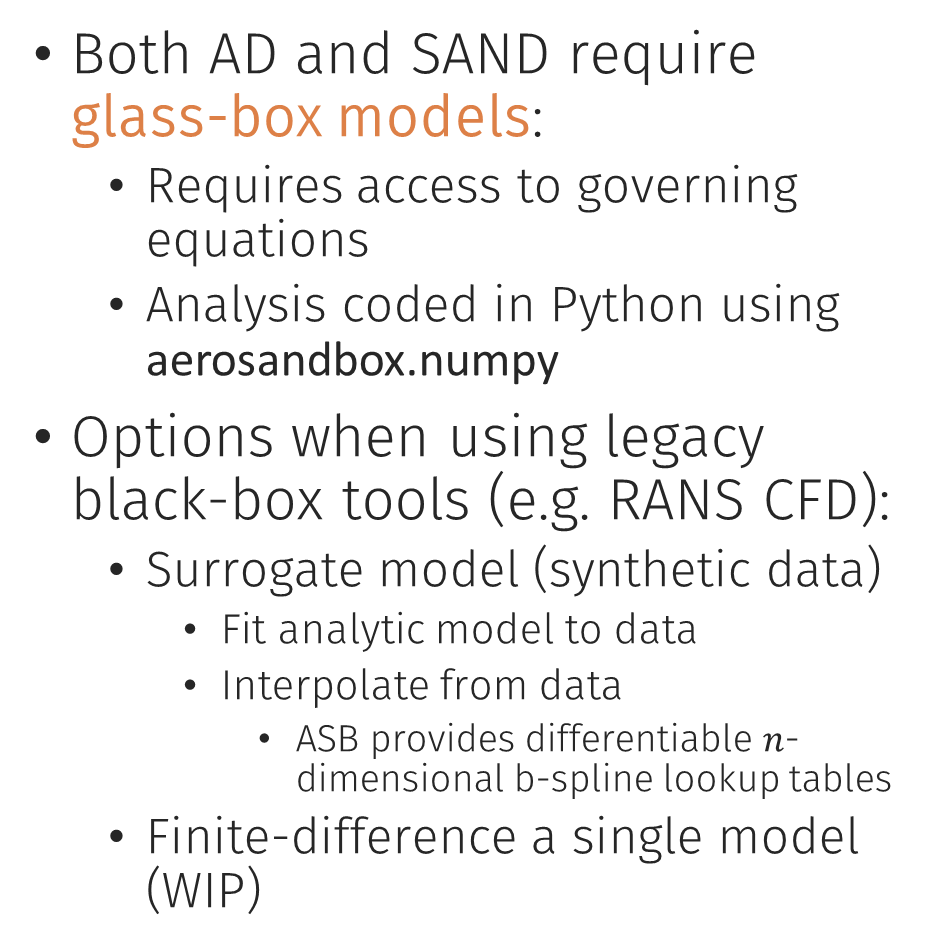 • Both AD and SAND require
glass-box models:
• Requires access to governing
equations
• Analysis coded in Python using
aerosandbox.numpy
• Options when using legacy
black-box tools (e.g. RANS CFD):
• Surrogate model (synthetic data)
• Fit analytic model to data
• Interpolate from data
• ASB provides differentiable n-
dimensional b-spline lookup tables
• Finite-difference a single model
(WIP)